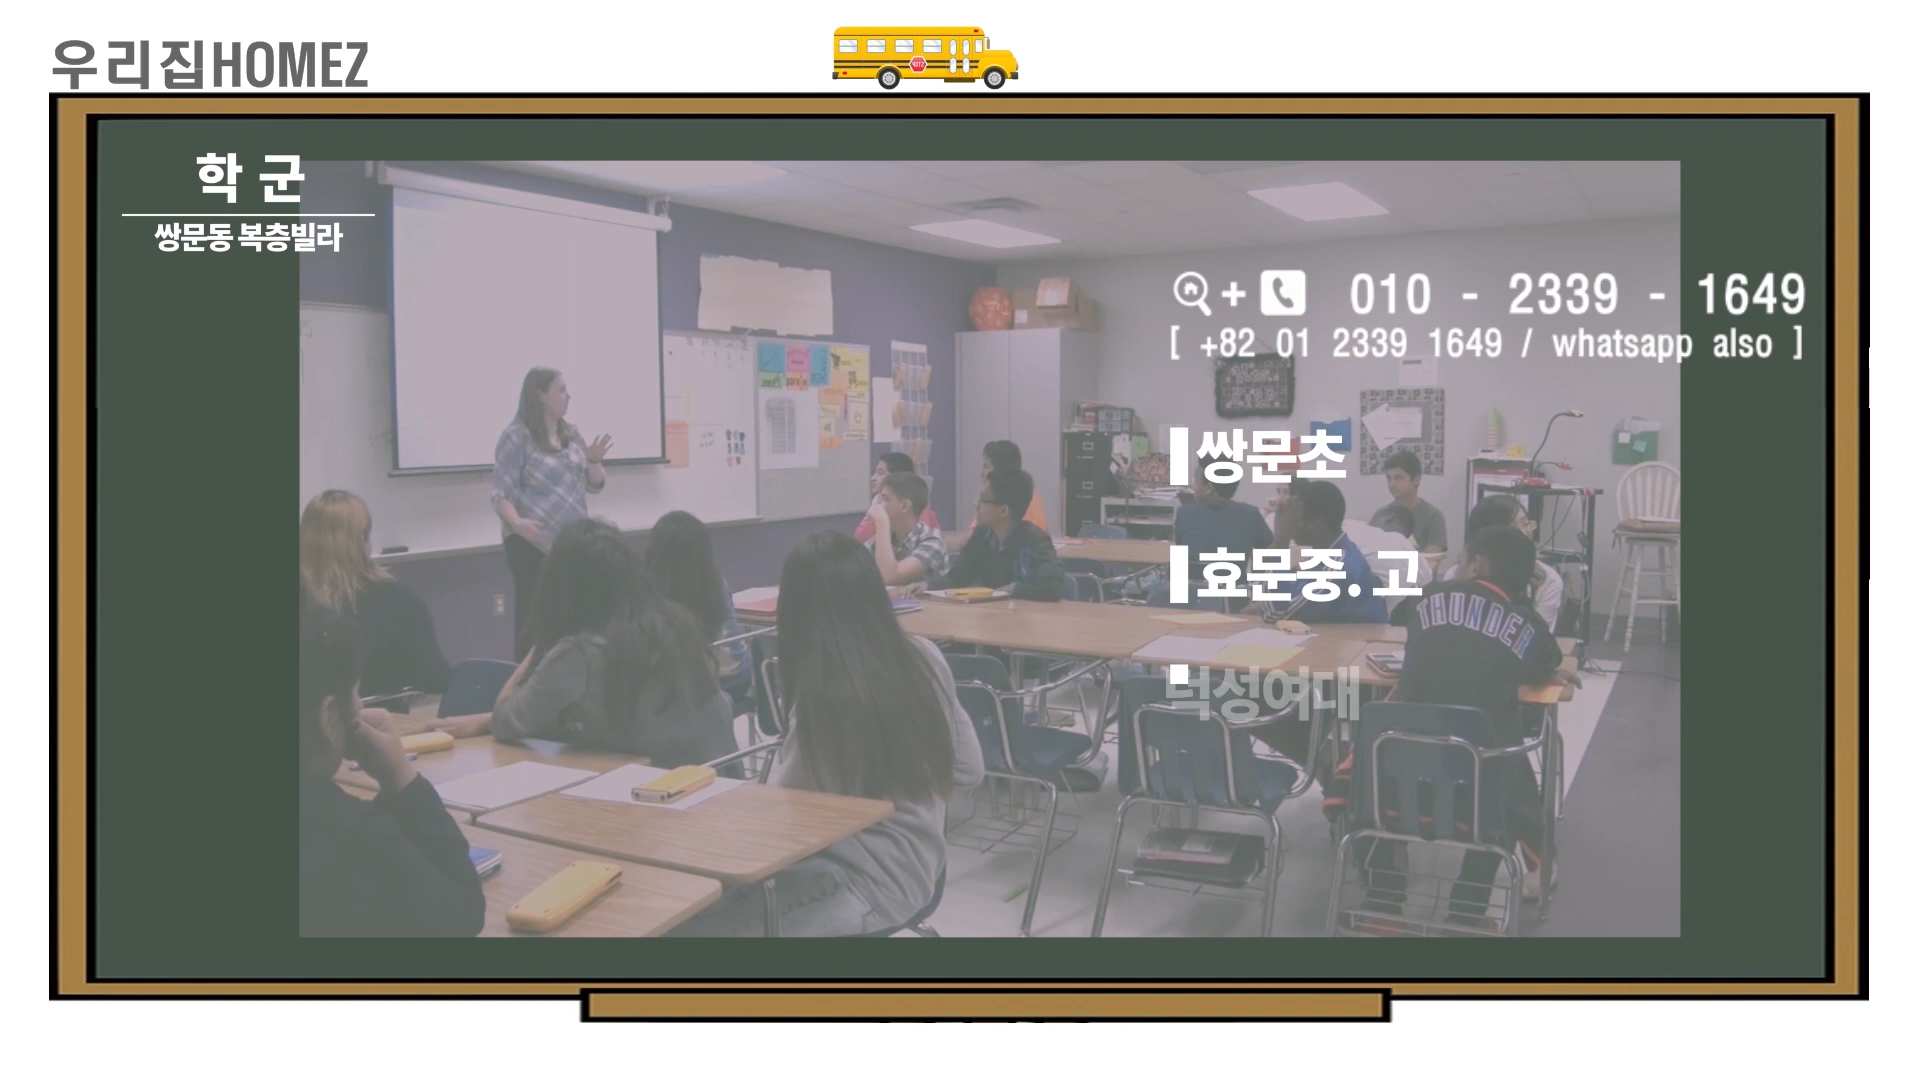 우리집HOMEZ
학 군
쌍문동 복층빌라
+ 010 - 2339 - 1649
[ +82 01 2339 1649 / whatsapp also ]
쌍문초
효문중.고
덕성여대
THUNDER